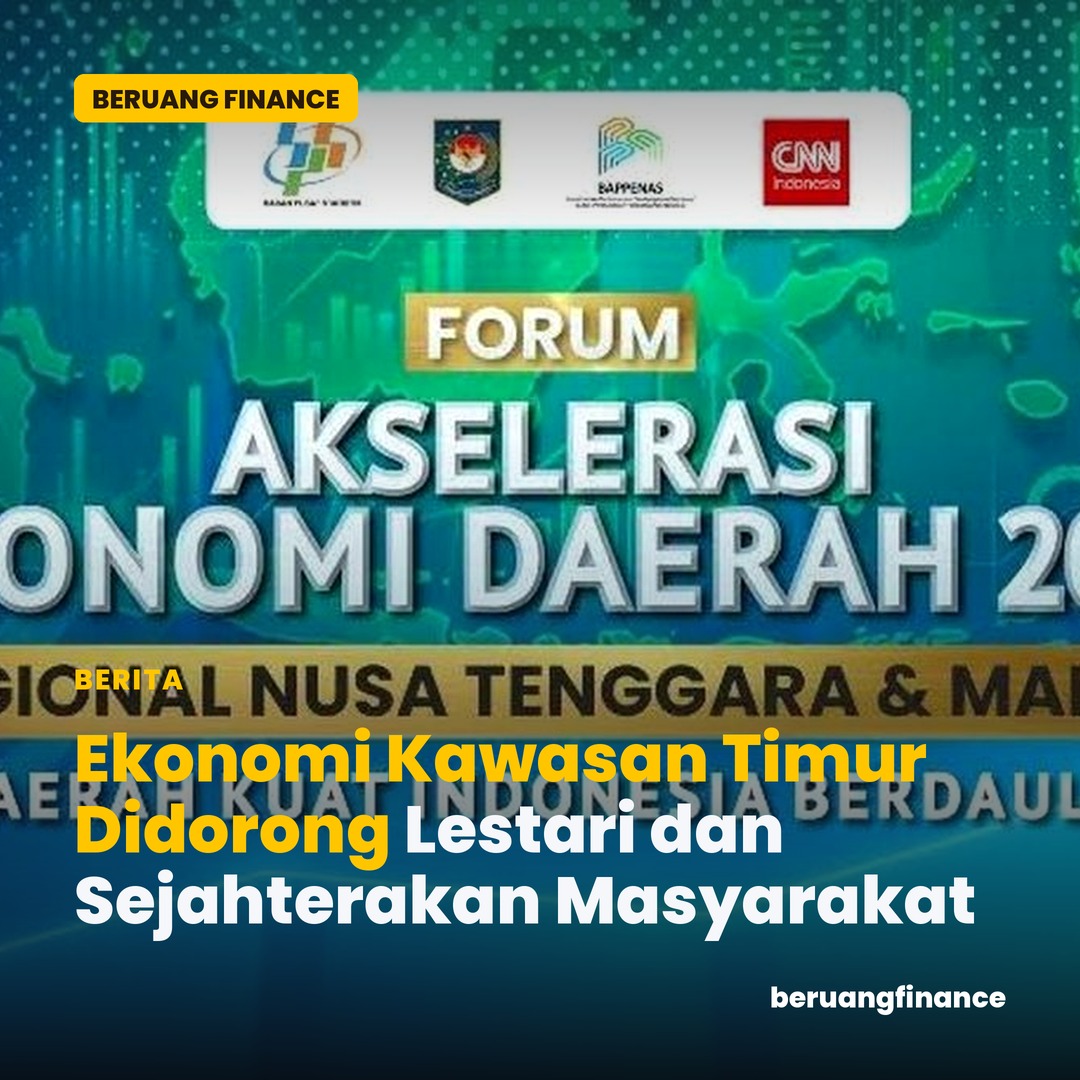 BERUANG FINANCE
BAPPENAS
CNN
Indonesia
FORUM
AKSELERASI
ONOMI DAERAH 20
BERITA
GIONAL NUSA TENGGARA & MA
Ekonomi Kawasan Timur
AERAH KUAT INDONESIA BERDAUL
Didorong Lestari dan
Sejahterakan Masyarakat
beruangfinance